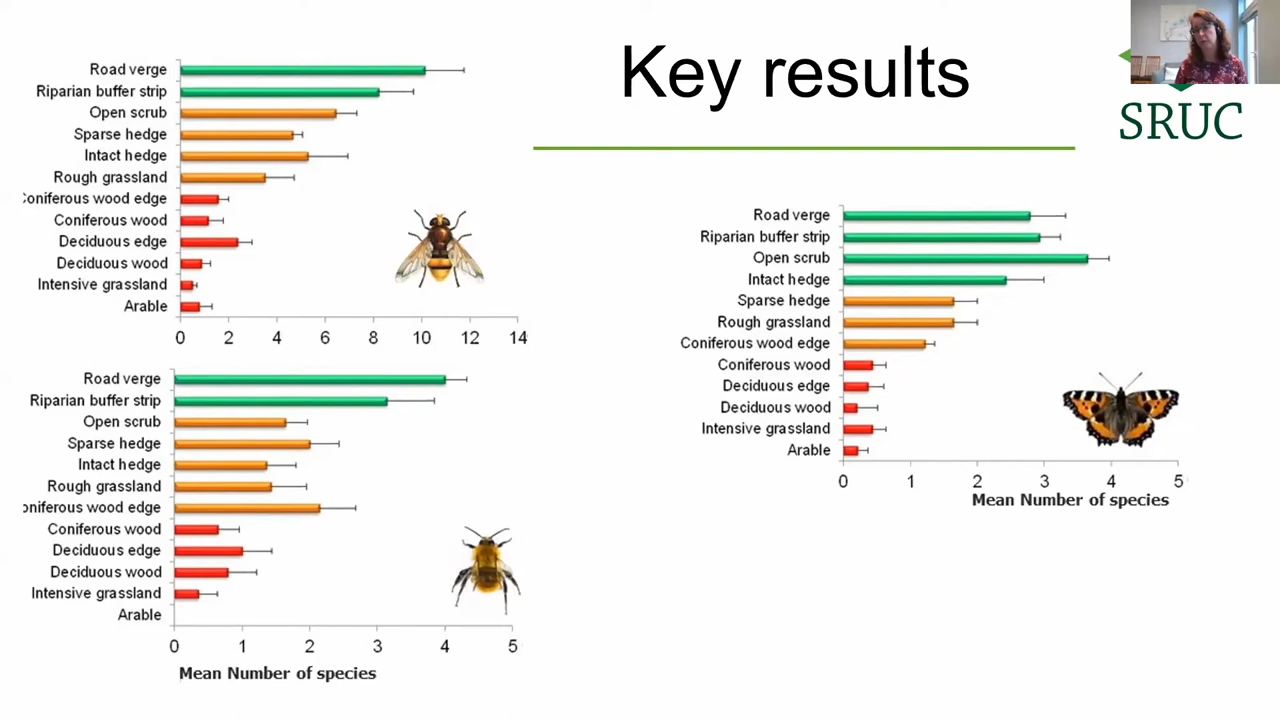 Key results
SRUC
Road verge
Riparian buffer strip
Open scrub
Sparse hedge
Intact hedge
Rough grassland
oniferous wood edge
Coniferous wood
Deciduous edge
Deciduous wood
Intensive grassland
Arable
0 2 4 6 8 10 12 14
Road verge
Riparian buffer strip
Open scrub
Sparse hedge
Intact hedge
Rough grassland
niferous wood edge
Coniferous wood
Deciduous edge
Deciduous wood
Intensive grassland
Arable
0 1 2 3 4 5
Mean Number of species
Road verge
Riparian buffer strip
Open scrub
Intact hedge
Sparse hedge
Rough grassland
Coniferous wood edge
Coniferous wood
Deciduous edge
Deciduous wood
Intensive grassland
Arable
0 1 2 3 4 5
Mean Number of species